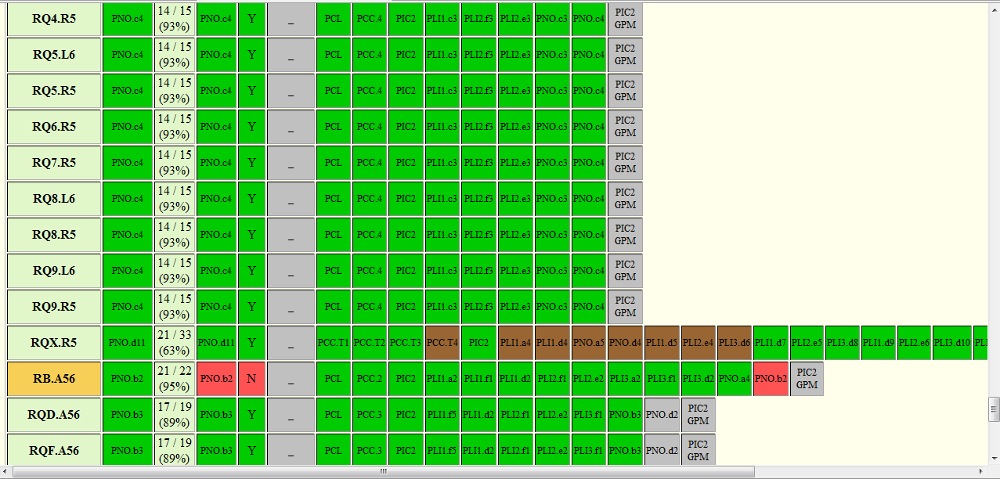 RQ4.R5 PNO.c4 14 / 15 (93%) PNO.c4 Y _ PCL PCC.4 PIC2 PLI1.c3 PLI2.f3 PLI2.e3 PNO.c3 PNO.c4 PIC2 GPM
RQ5.L6 PNO.c4 14 / 15 (93%) PNO.c4 Y _ PCL PCC.4 PIC2 PLI1.c3 PLI2.f3 PLI2.e3 PNO.c3 PNO.c4 PIC2 GPM
RQ5.R5 PNO.c4 14 / 15 (93%) PNO.c4 Y _ PCL PCC.4 PIC2 PLI1.c3 PLI2.f3 PLI2.e3 PNO.c3 PNO.c4 PIC2 GPM
RQ6.R5 PNO.c4 14 / 15 (93%) PNO.c4 Y _ PCL PCC.4 PIC2 PLI1.c3 PLI2.f3 PLI2.e3 PNO.c3 PNO.c4 PIC2 GPM
RQ7.R5 PNO.c4 14 / 15 (93%) PNO.c4 Y _ PCL PCC.4 PIC2 PLI1.c3 PLI2.f3 PLI2.e3 PNO.c3 PNO.c4 PIC2 GPM
RQ8.L6 PNO.c4 14 / 15 (93%) PNO.c4 Y _ PCL PCC.4 PIC2 PLI1.c3 PLI2.f3 PLI2.e3 PNO.c3 PNO.c4 PIC2 GPM
RQ8.R5 PNO.c4 14 / 15 (93%) PNO.c4 Y _ PCL PCC.4 PIC2 PLI1.c3 PLI2.f3 PLI2.e3 PNO.c3 PNO.c4 PIC2 GPM
RQ9.L6 PNO.c4 14 / 15 (93%) PNO.c4 Y _ PCL PCC.4 PIC2 PLI1.c3 PLI2.f3 PLI2.e3 PNO.c3 PNO.c4 PIC2 GPM
RQ9.R5 PNO.c4 14 / 15 (93%) PNO.c4 Y _ PCL PCC.4 PIC2 PLI1.c3 PLI2.f3 PLI2.e3 PNO.c3 PNO.c4 PIC2 GPM
RQX.R5 PNO.d11 21 / 33 (63%) PNO.d11 Y _ PCC.T1 PCC.T2 PCC.T3 PCC.T4 PIC2 PLI1.a4 PLI1.d4 PNO.a5 PNO.d4 PLI1.d5 PLI2.e4 PLI3.d6 PLI1.d7 PLI2.e5 PLI3.d8 PLI1.d9 PLI2.e6 PLI3.d10
RB.A56 PNO.b2 21 / 22 (95%) PNO.b2 N _ PCL PCC.2 PIC2 PLI1.a2 PLI1.f1 PLI1.d2 PLI2.f1 PLI2.e2 PLI3.a2 PLI3.f1 PLI3.d2 PNO.a4 PNO.b2 PIC2 GPM
RQD.A56 PNO.b3 17 / 19 (89%) PNO.b3 Y _ PCL PCC.3 PIC2 PLI1.f5 PLI1.d2 PLI2.f1 PLI2.e2 PLI3.f1 PNO.b3 PNO.d2 PIC2 GPM
RQF.A56 PNO.b3 17 / 19 (89%) PNO.b3 Y _ PCL PCC.3 PIC2 PLI1.f5 PLI1.d2 PLI2.f1 PLI2.e2 PLI3.f1 PNO.b3 PNO.d2 PIC2 GPM